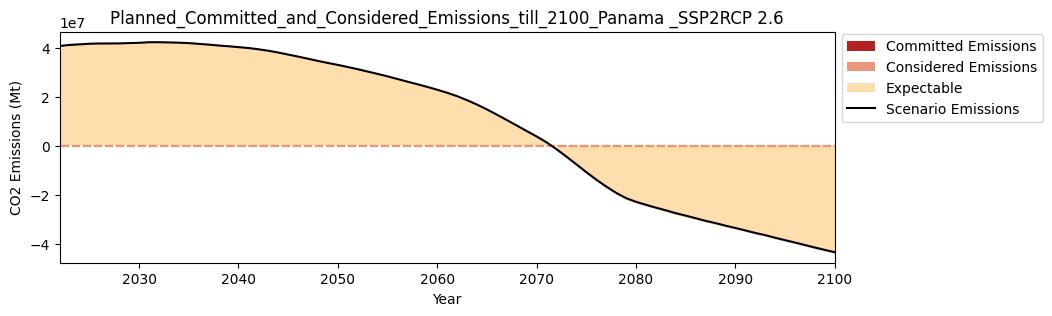 Planned_Committed_and_Considered_Emissions_till_2100_Panama _SSP2RCP 2.6
1e7
4
2
0
−2
−4
CO2 Emissions (Mt)
2030 2040 2050 2060 2070 2080 2090 2100
Year
Committed Emissions
Considered Emissions
Expectable
Scenario Emissions